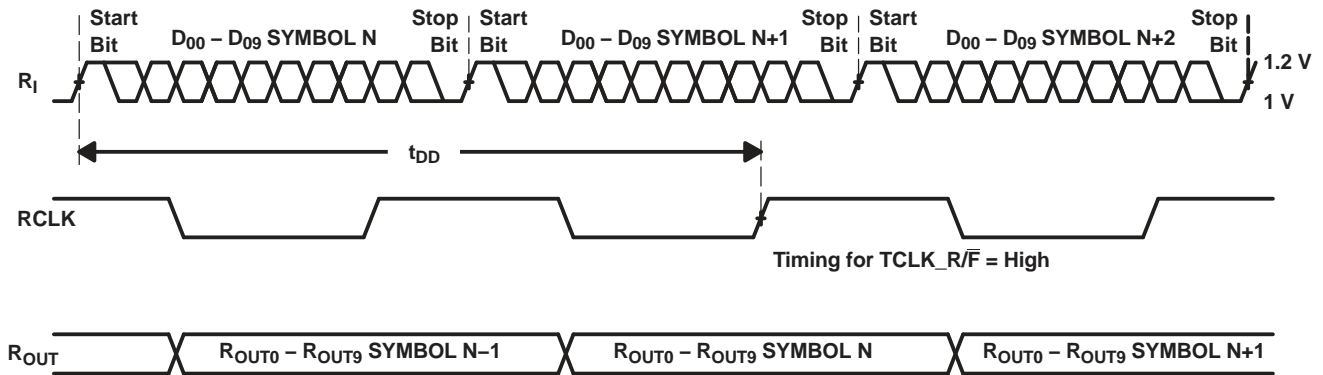 Start Bit D00 – D09 SYMBOL N Stop Bit Start Bit D00 – D09 SYMBOL N+1 Stop Bit Start Bit D00 – D09 SYMBOL N+2 Stop Bit
1.2 V
RI
1 V
tDD
RCLK
Timing for TCLK_R/F̅ = High
ROUT ROUT0 – ROUT9 SYMBOL N–1 ROUT0 – ROUT9 SYMBOL N ROUT0 – ROUT9 SYMBOL N+1